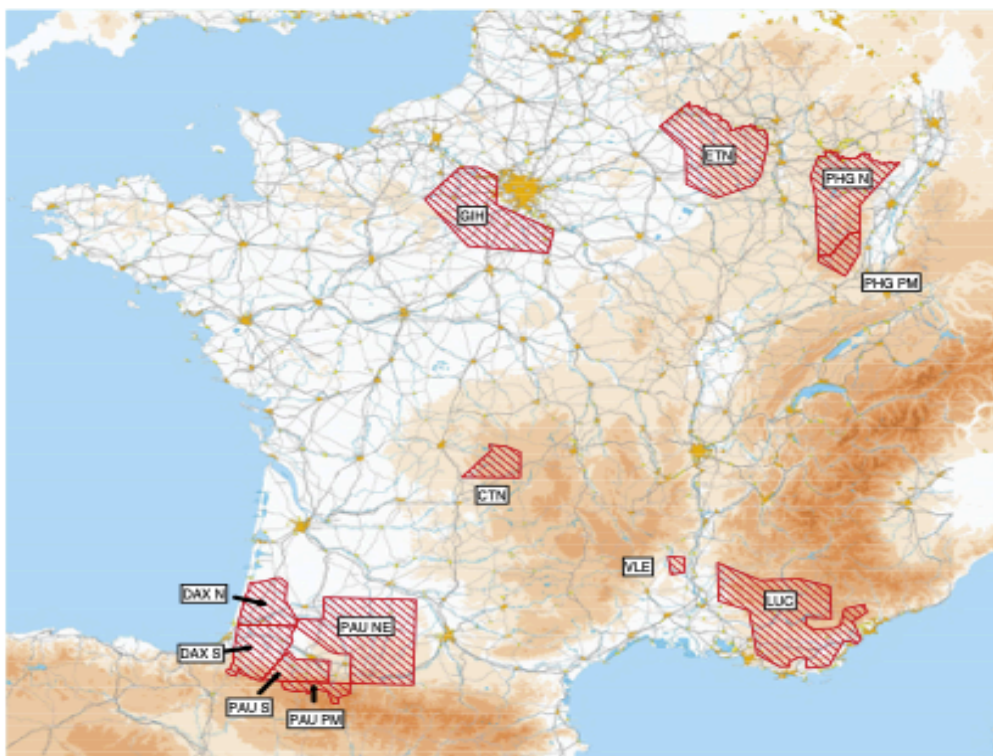 ETN
PHG N
GIH
PHG PM
CTN
VLE
DAX N
LUC
PAU NE
DAX S
PAU S
PAU PM